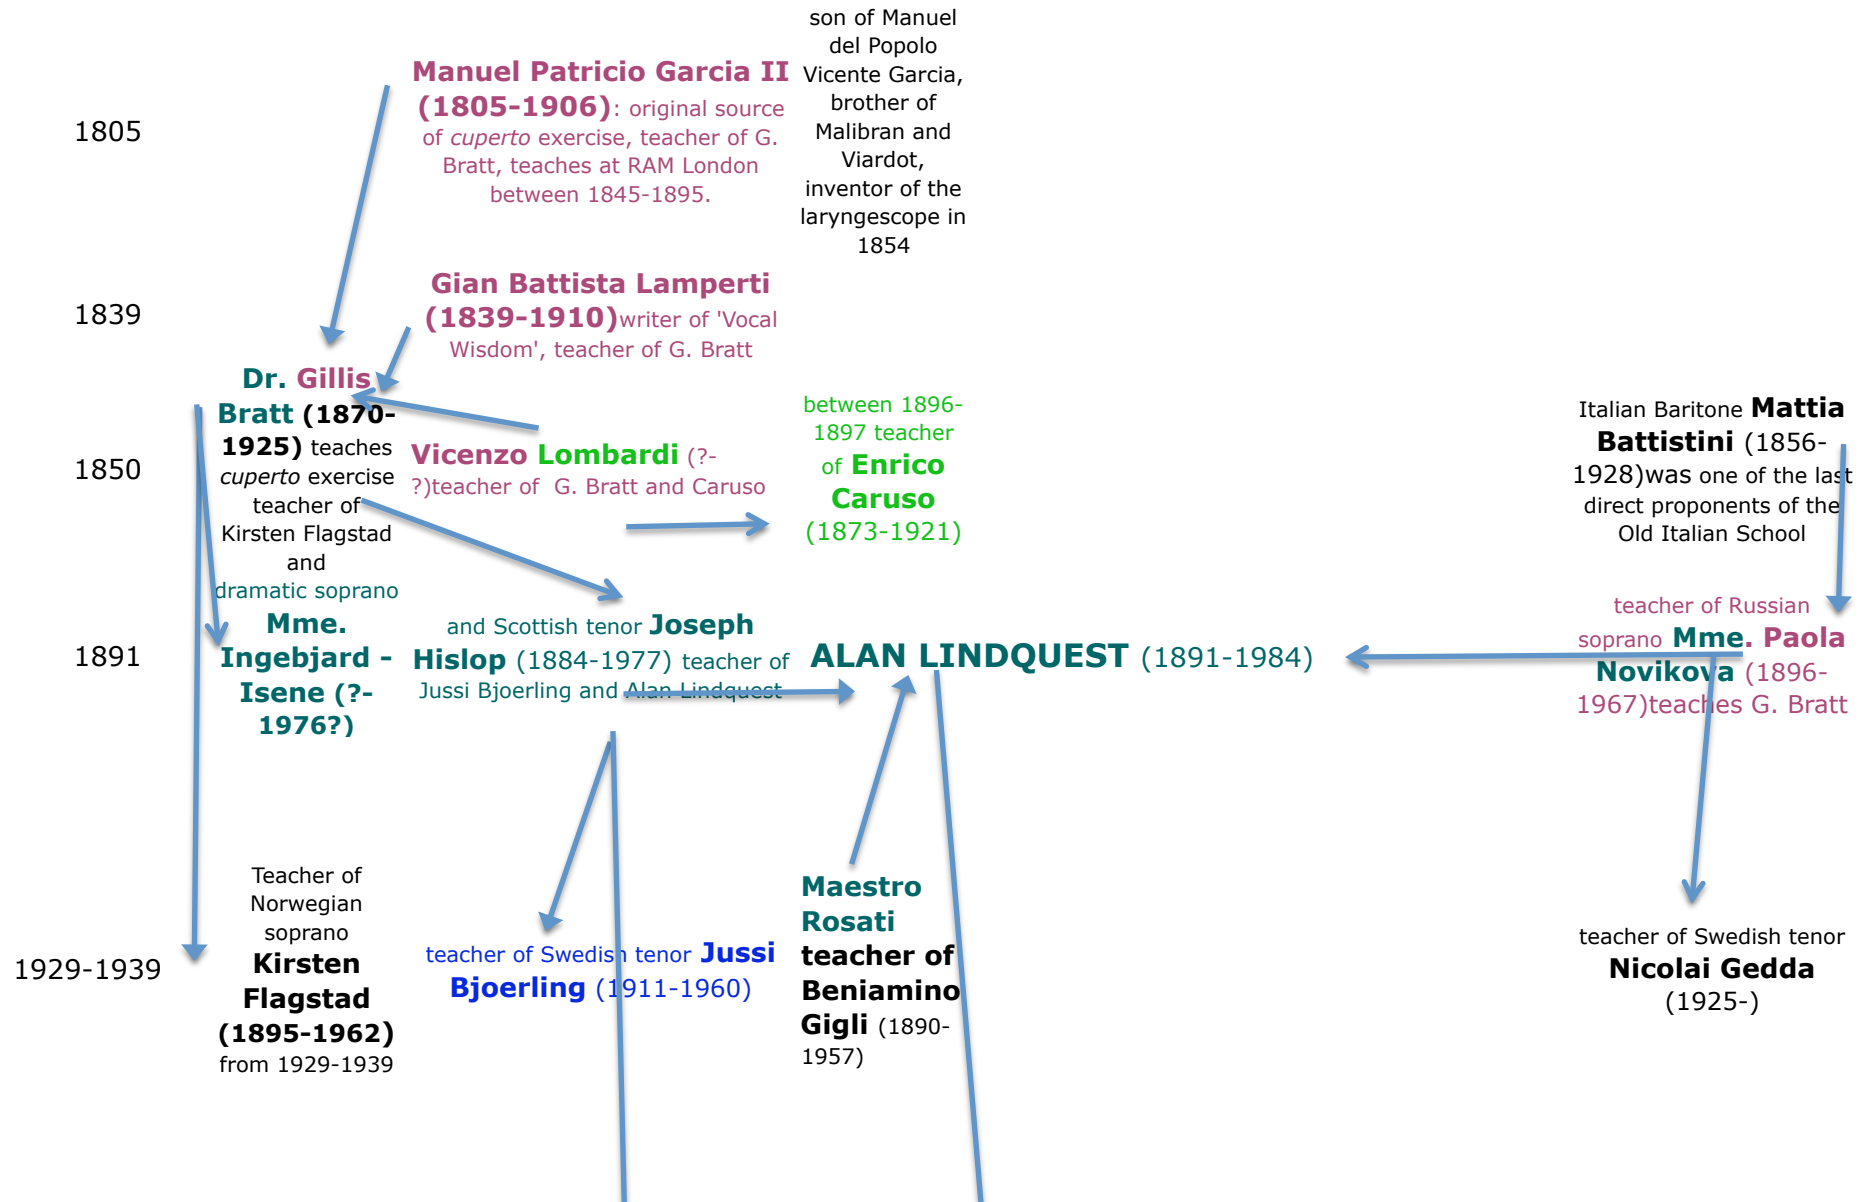 son of Manuel
del Popolo
Vicente Garcia,
brother of
Malibran and
Viardot,
inventor of the
laryngescope in
1854
Manuel Patricio Garcia II
(1805-1906): original source
of cuperto exercise, teacher of G.
Bratt, teaches at RAM London
between 1845-1895.
1805
Gian Battista Lamperti
(1839-1910)writer of 'Vocal
Wisdom', teacher of G. Bratt
1839
Dr. Gillis
Bratt (1870-
1925) teaches
cuperto exercise
teacher of
Kirsten Flagstad
and
dramatic soprano
Mme.
Ingebjard -
Isene (?-
1976?)
1850
Vicenzo Lombardi (?-
?)teacher of G. Bratt and Caruso
between 1896-
1897 teacher
of Enrico
Caruso
(1873-1921)
Italian Baritone Mattia
Battistini (1856-
1928)was one of the last
direct proponents of the
Old Italian School
1891
and Scottish tenor Joseph
Hislop (1884-1977) teacher of
Jussi Bjoerling and Alan Lindquest
ALAN LINDQUEST (1891-1984)
teacher of Russian
soprano Mme. Paola
Novikova (1896-
1967)teaches G. Bratt
1929-1939
Teacher of
Norwegian
soprano
Kirsten
Flagstad
(1895-1962)
from 1929-1939
teacher of Swedish tenor Jussi
Bjoerling (1911-1960)
Maestro
Rosati
teacher of
Beniamino
Gigli (1890-
1957)
teacher of Swedish tenor
Nicolai Gedda
(1925-)